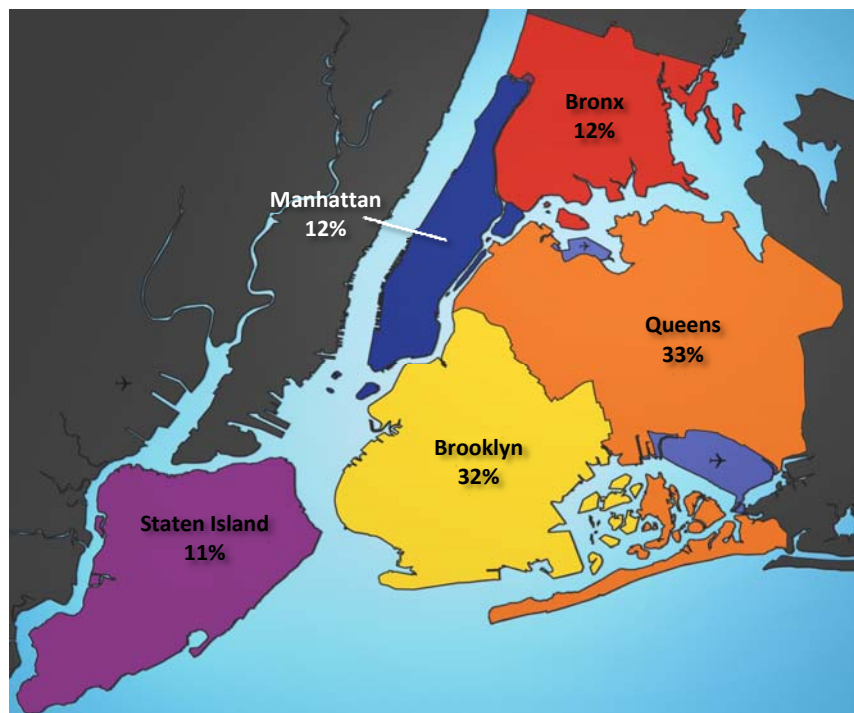 Bronx
12%
Manhattan
12%
Queens
33%
Brooklyn
32%
Staten Island
11%